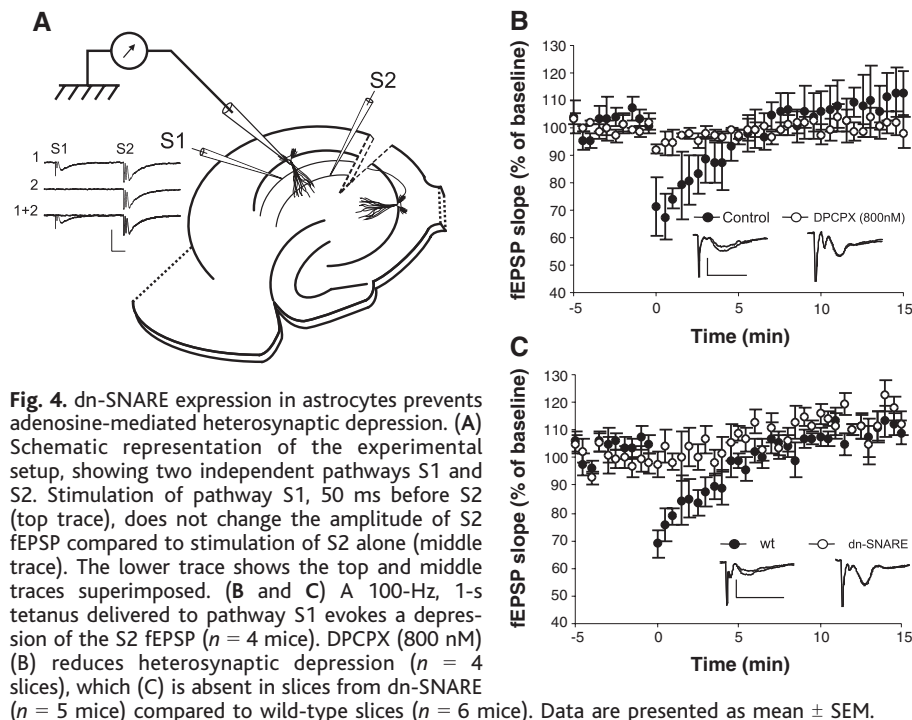 A
S2
S1
S1 S2
1
2
1+2
B
130
120
110
100
90
80
70
60
50
40
fEPSP slope (% of baseline)
Control DPCPX (800nM)
-5 0 5 10 15
Time (min)
C
130
120
110
100
90
80
70
60
50
40
fEPSP slope (% of baseline)
wt dn-SNARE
-5 0 5 10 15
Time (min)
Fig. 4. dn-SNARE expression in astrocytes prevents
adenosine-mediated heterosynaptic depression. (A)
Schematic representation of the experimental
setup, showing two independent pathways S1 and
S2. Stimulation of pathway S1, 50 ms before S2
(top trace), does not change the amplitude of S2
fEPSP compared to stimulation of S2 alone (middle
trace). The lower trace shows the top and middle
traces superimposed. (B and C) A 100-Hz, 1-s
tetanus delivered to pathway S1 evokes a depres-
sion of the S2 fEPSP (n = 4 mice). DPCPX (800 nM)
(B) reduces heterosynaptic depression (n = 4
slices), which (C) is absent in slices from dn-SNARE
(n = 5 mice) compared to wild-type slices (n = 6 mice). Data are presented as mean ± SEM.